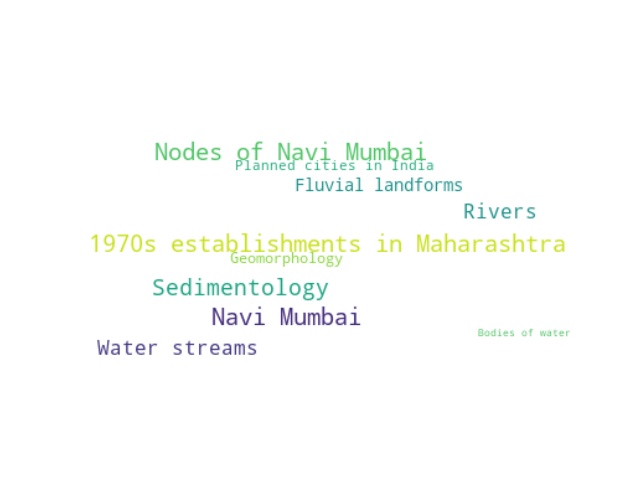 Nodes of Navi Mumbai
Planned cities in India
Fluvial landforms
Rivers
1970s establishments in Maharashtra
Geomorphology
Sedimentology
Navi Mumbai
Bodies of water
Water streams